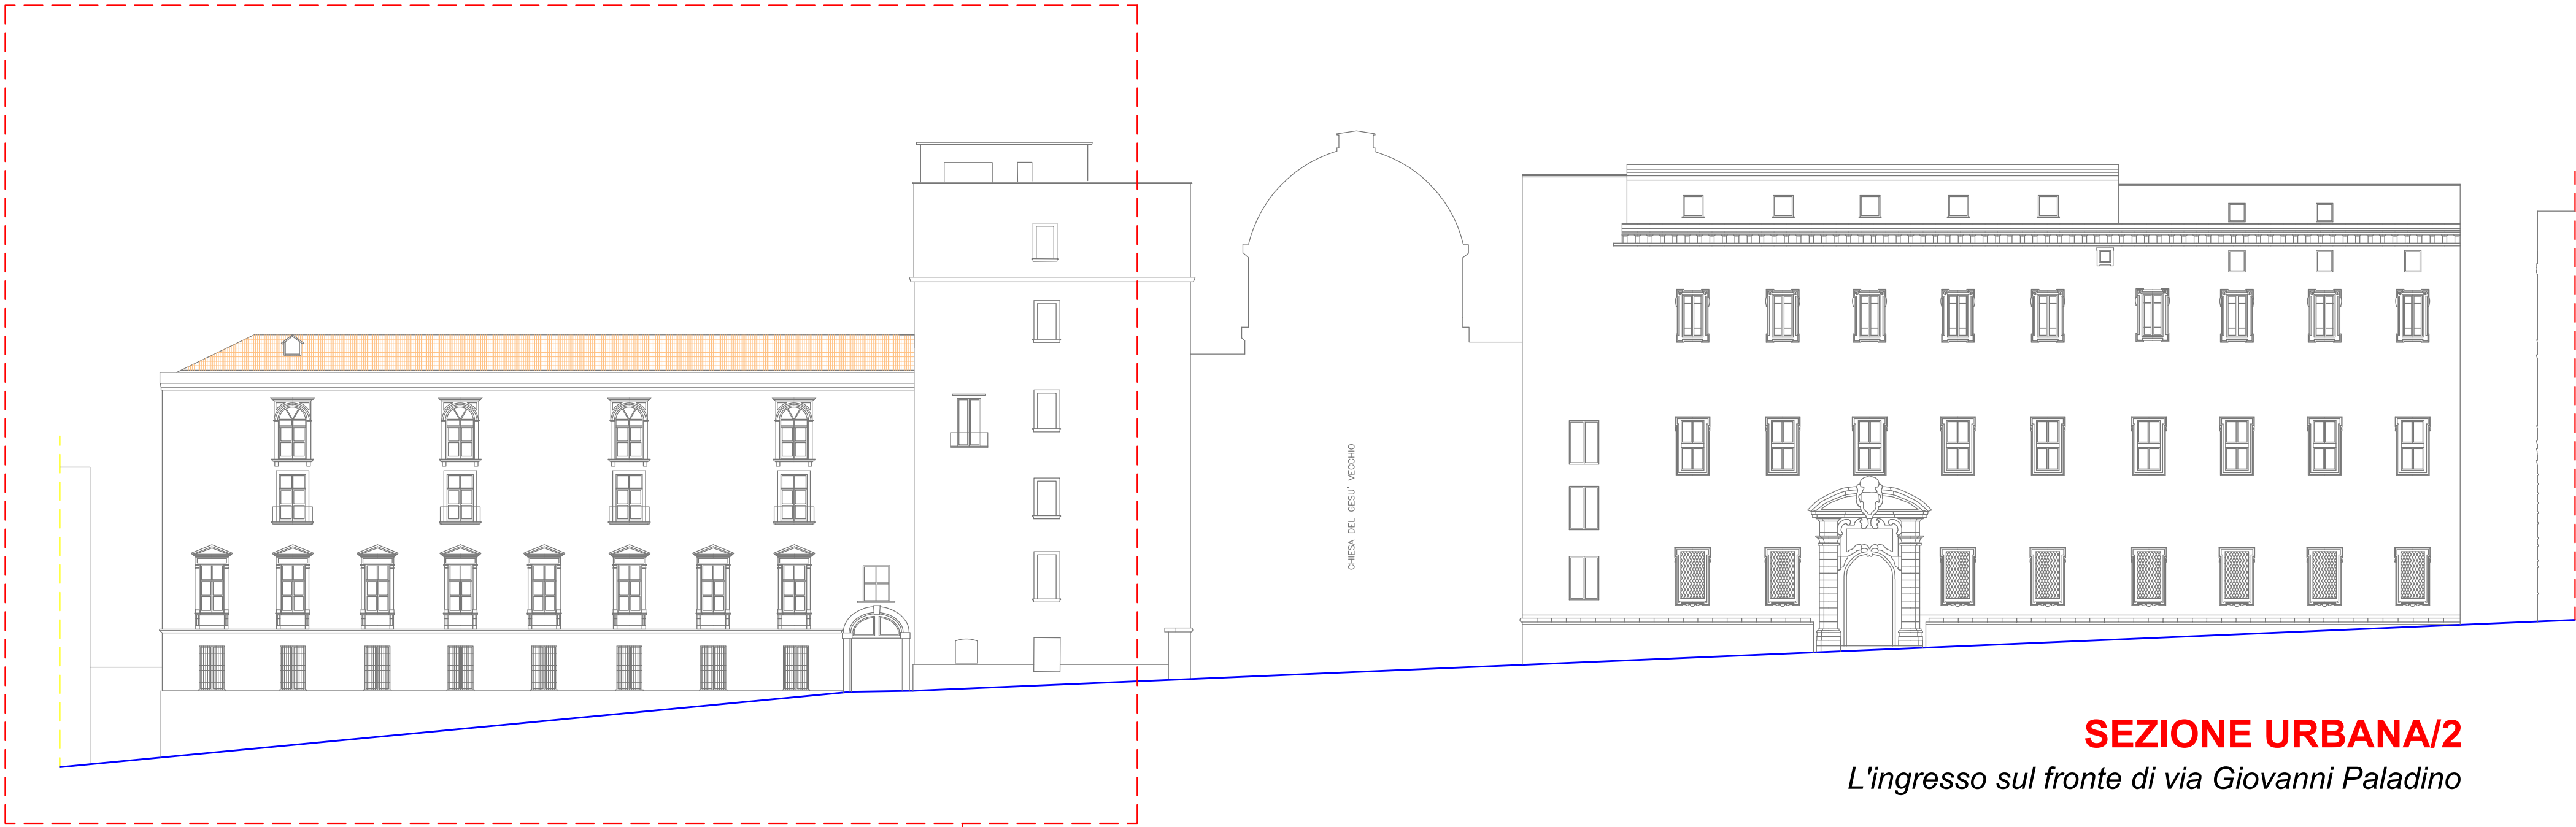 CHIESA DEL GESU' VECCHIO
SEZIONE URBANA/2
L'ingresso sul fronte di via Giovanni Paladino